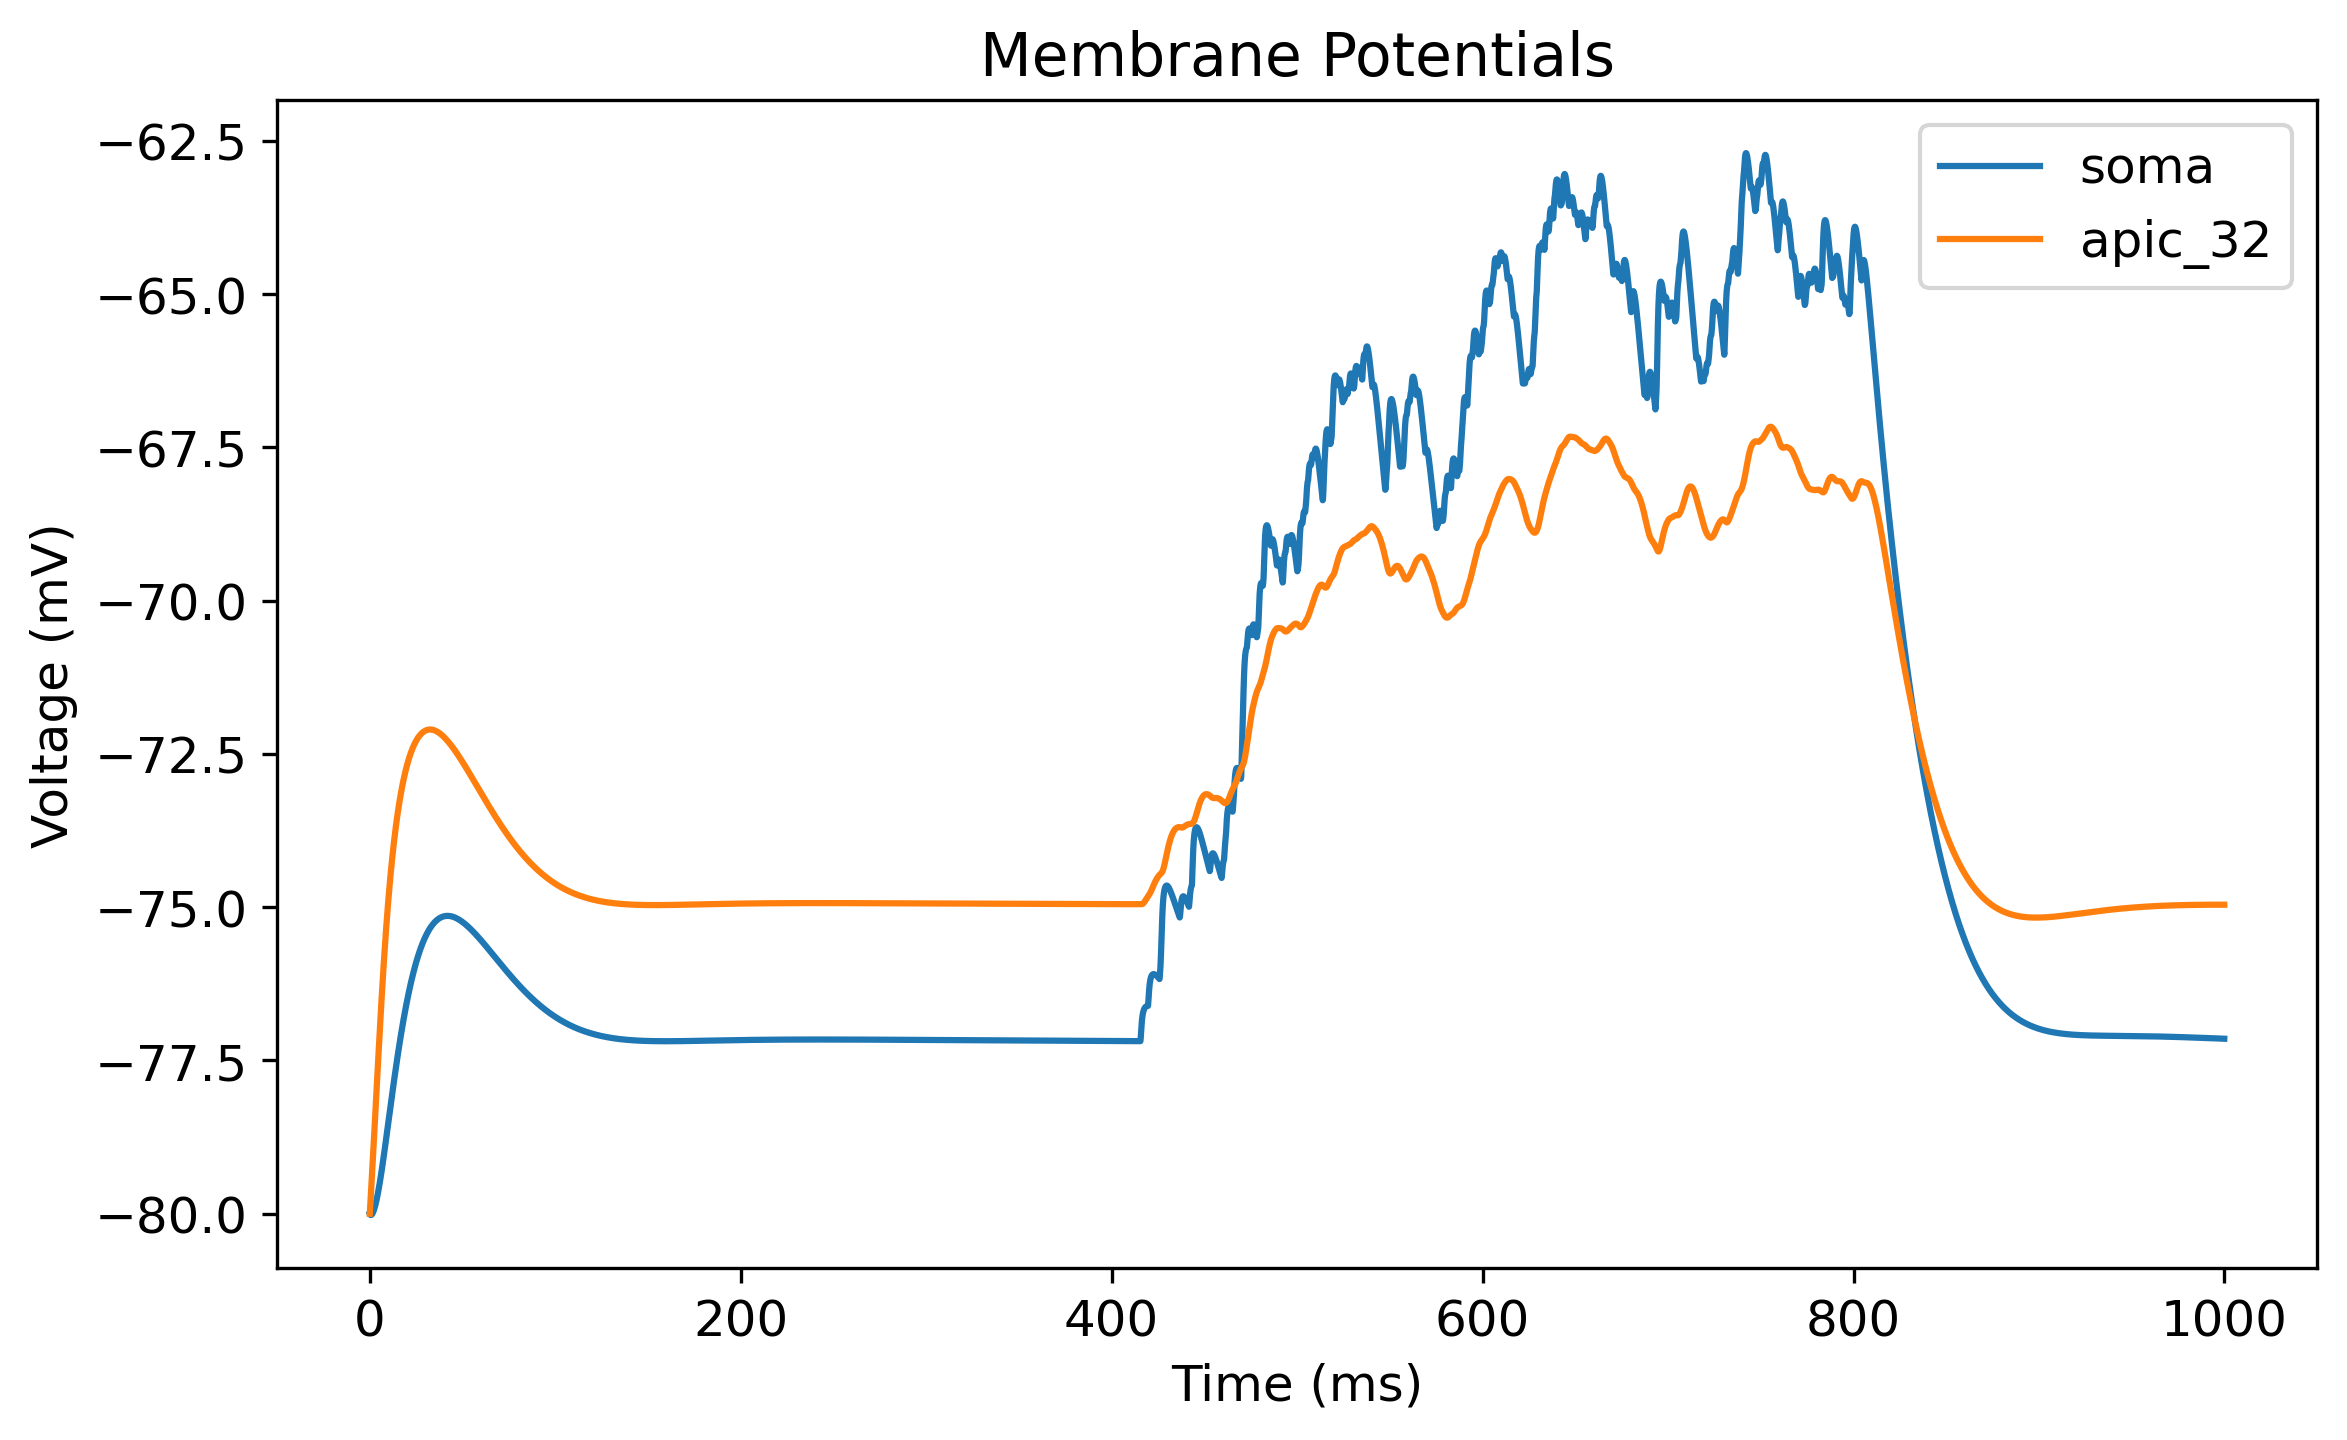 Membrane Potentials
Voltage (mV)
−62.5
−65.0
−67.5
−70.0
−72.5
−75.0
−77.5
−80.0
soma
apic_32
0 200 400 600 800 1000
Time (ms)